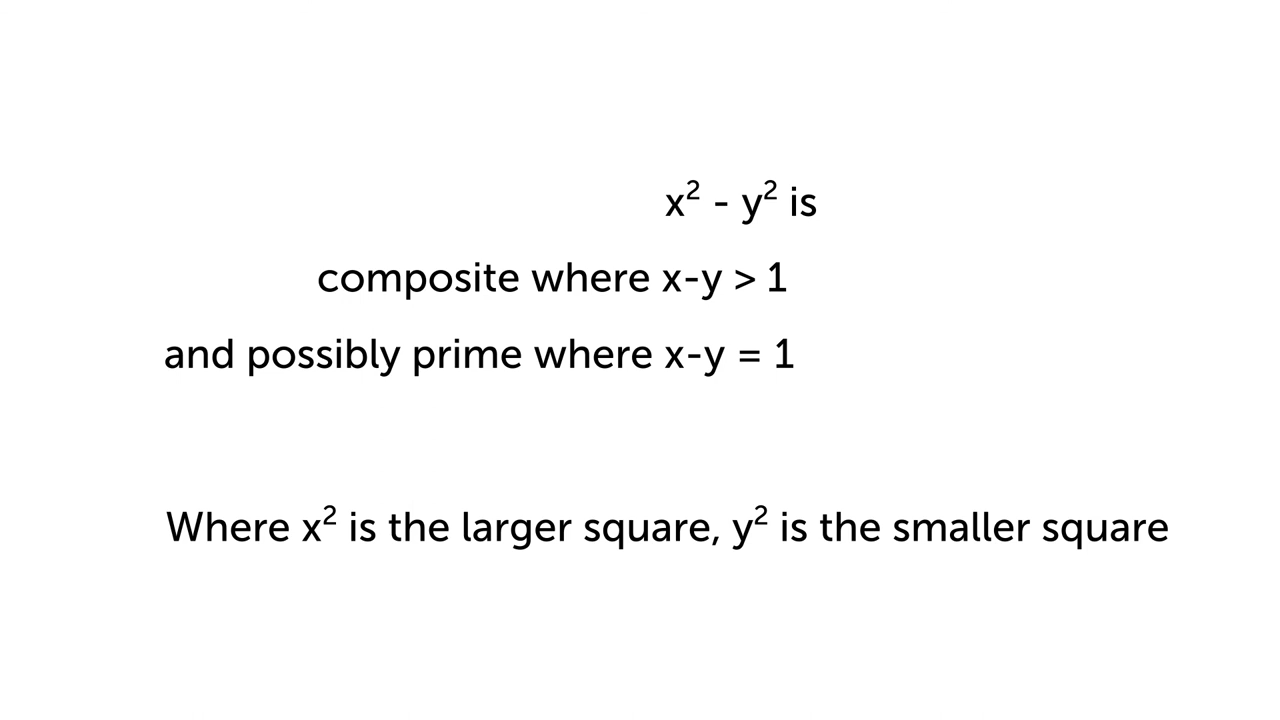 x² - y² is
composite where x-y > 1
and possibly prime where x-y = 1
Where x² is the larger square, y² is the smaller square